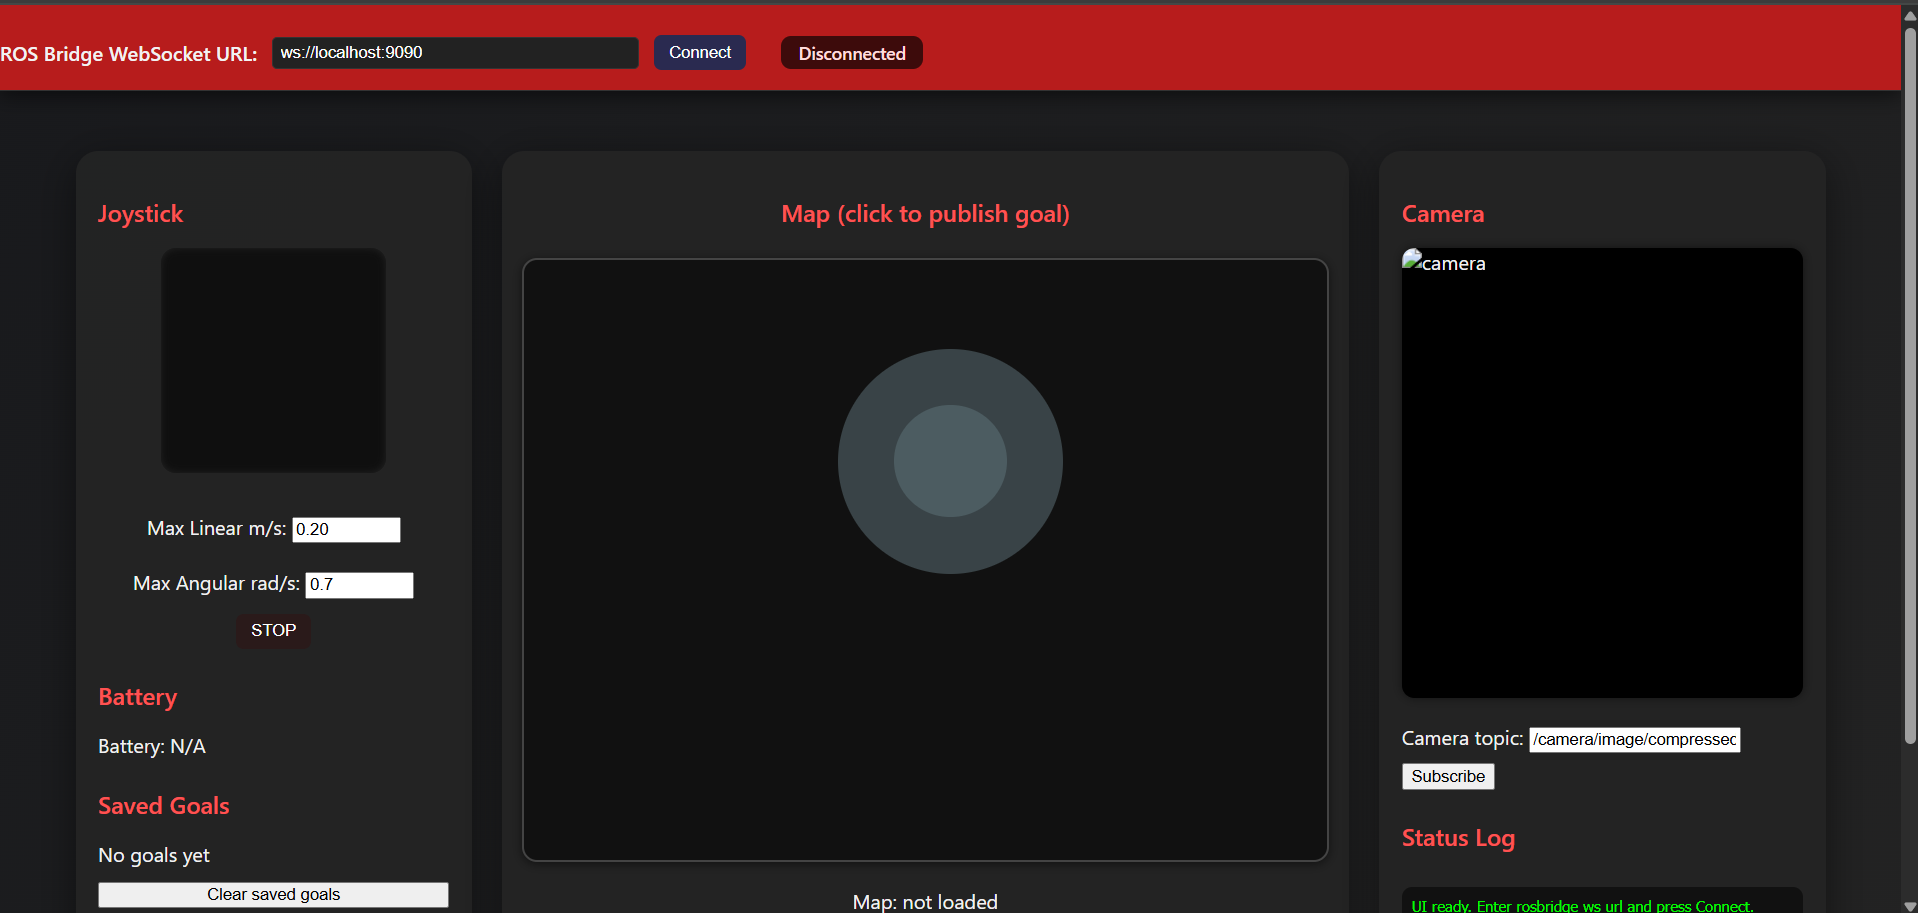 ROS Bridge WebSocket URL: ws://localhost:9090 Connect Disconnected
Joystick
Max Linear m/s: 0.20
Max Angular rad/s: 0.7
STOP
Battery
Battery: N/A
Saved Goals
No goals yet
Clear saved goals
Map (click to publish goal)
Map: not loaded
Camera
camera
Camera topic: /camera/image/compressed
Subscribe
Status Log
UI ready. Enter rosbridge ws url and press Connect.